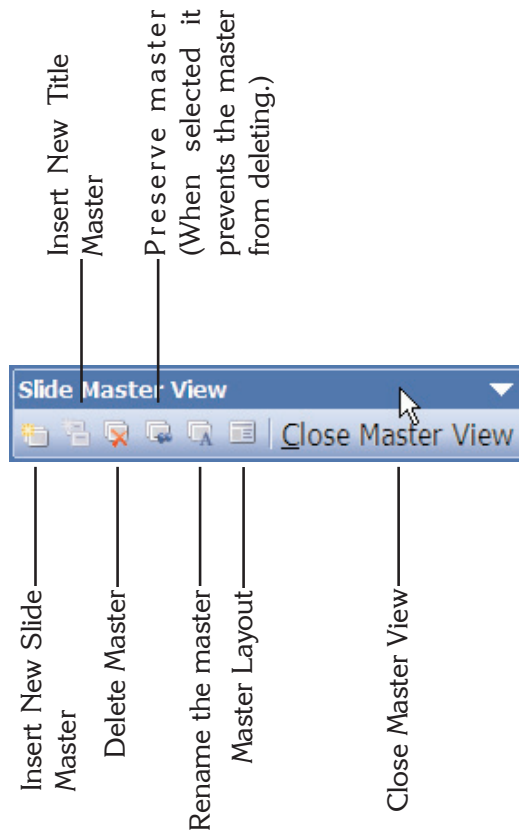 Insert New Title
Master
Preserve master
(When selected it
prevents the master
from deleting.)
Slide Master View
Close Master View
Insert New Slide
Master
Delete Master
Rename the master
Master Layout
Close Master View